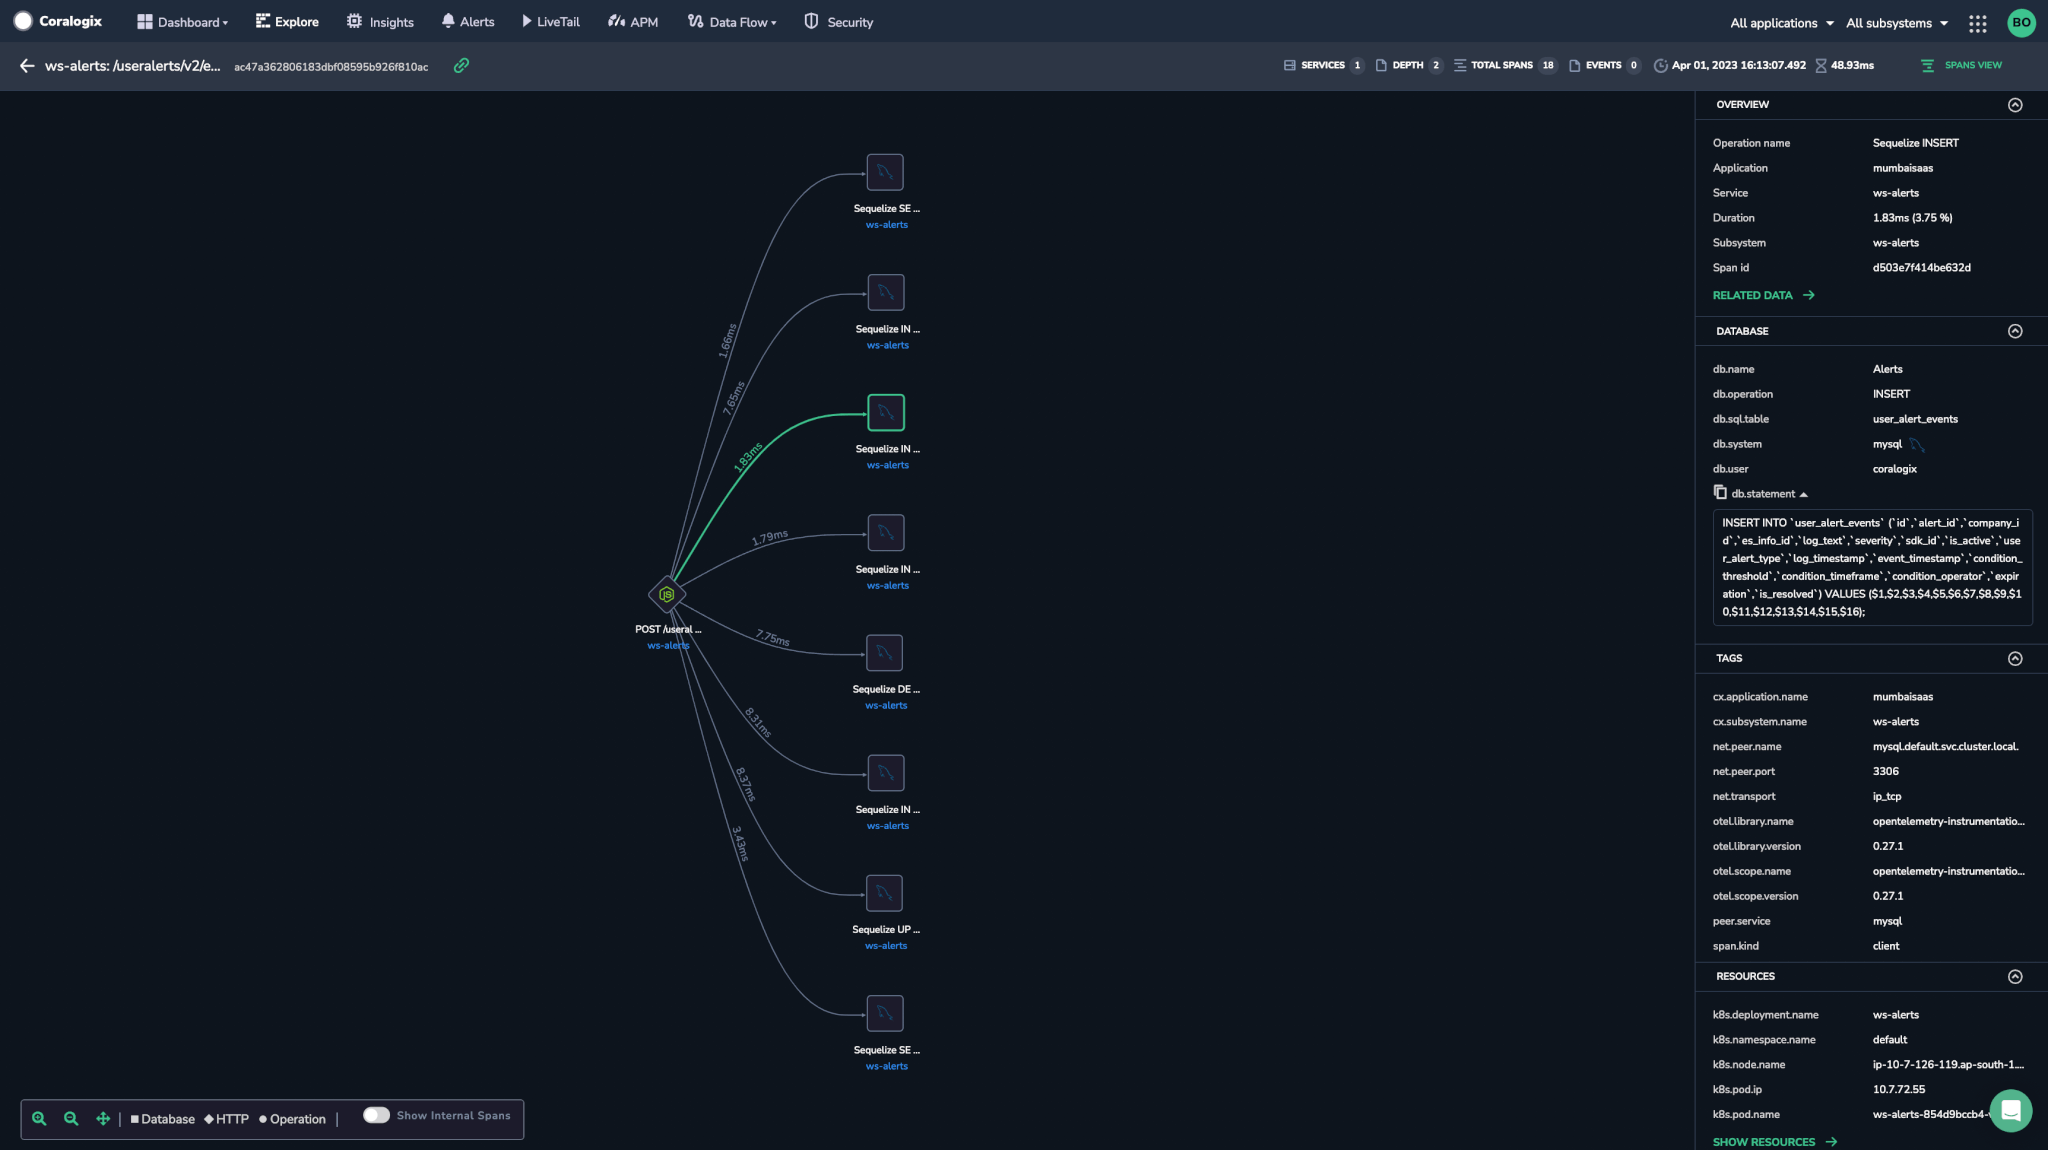 Coralogix Dashboard Explore Insights Alerts LiveTail APM Data Flow Security All applications All subsystems BO
ws-alerts: /useralerts/v2/e... ac47a362806183dbf08595b926f810ac SERVICES 1 DEPTH 2 TOTAL SPANS 18 EVENTS 0 Apr 01, 2023 16:13:07.492 48.93ms SPANS VIEW
Sequelize SE ...
ws-alerts
1.66ms
Sequelize IN ...
ws-alerts
7.65ms
Sequelize IN ...
ws-alerts
1.83ms
1.79ms
Sequelize IN ...
ws-alerts
JS
POST /useral ...
ws-alerts
7.75ms
Sequelize DE ...
ws-alerts
8.31ms
Sequelize IN ...
ws-alerts
8.37ms
Sequelize UP ...
ws-alerts
3.43ms
Sequelize SE ...
ws-alerts
Database HTTP Operation Show Internal Spans
OVERVIEW
Operation name Sequelize INSERT
Application mumbaisaas
Service ws-alerts
Duration 1.83ms (3.75 %)
Subsystem ws-alerts
Span id d503e7f414be632d
RELATED DATA
DATABASE
db.name Alerts
db.operation INSERT
db.sql.table user_alert_events
db.system mysql
db.user coralogix
db.statement
INSERT INTO `user_alert_events` (`id`,`alert_id`,`company_i
d`,`es_info_id`,`log_text`,`severity`,`sdk_id`,`is_active`,`use
r_alert_type`,`log_timestamp`,`event_timestamp`,`condition_
threshold`,`condition_timeframe`,`condition_operator`,`expir
ation`,`is_resolved`) VALUES ($1,$2,$3,$4,$5,$6,$7,$8,$9,$1
0,$11,$12,$13,$14,$15,$16);
TAGS
cx.application.name mumbaisaas
cx.subsystem.name ws-alerts
net.peer.name mysql.default.svc.cluster.local.
net.peer.port 3306
net.transport ip_tcp
otel.library.name opentelemetry-instrumentatio...
otel.library.version 0.27.1
otel.scope.name opentelemetry-instrumentatio...
otel.scope.version 0.27.1
peer.service mysql
span.kind client
RESOURCES
k8s.deployment.name ws-alerts
k8s.namespace.name default
k8s.node.name ip-10-7-126-119.ap-south-1....
k8s.pod.ip 10.7.72.55
k8s.pod.name ws-alerts-854d9bccb4-
SHOW RESOURCES